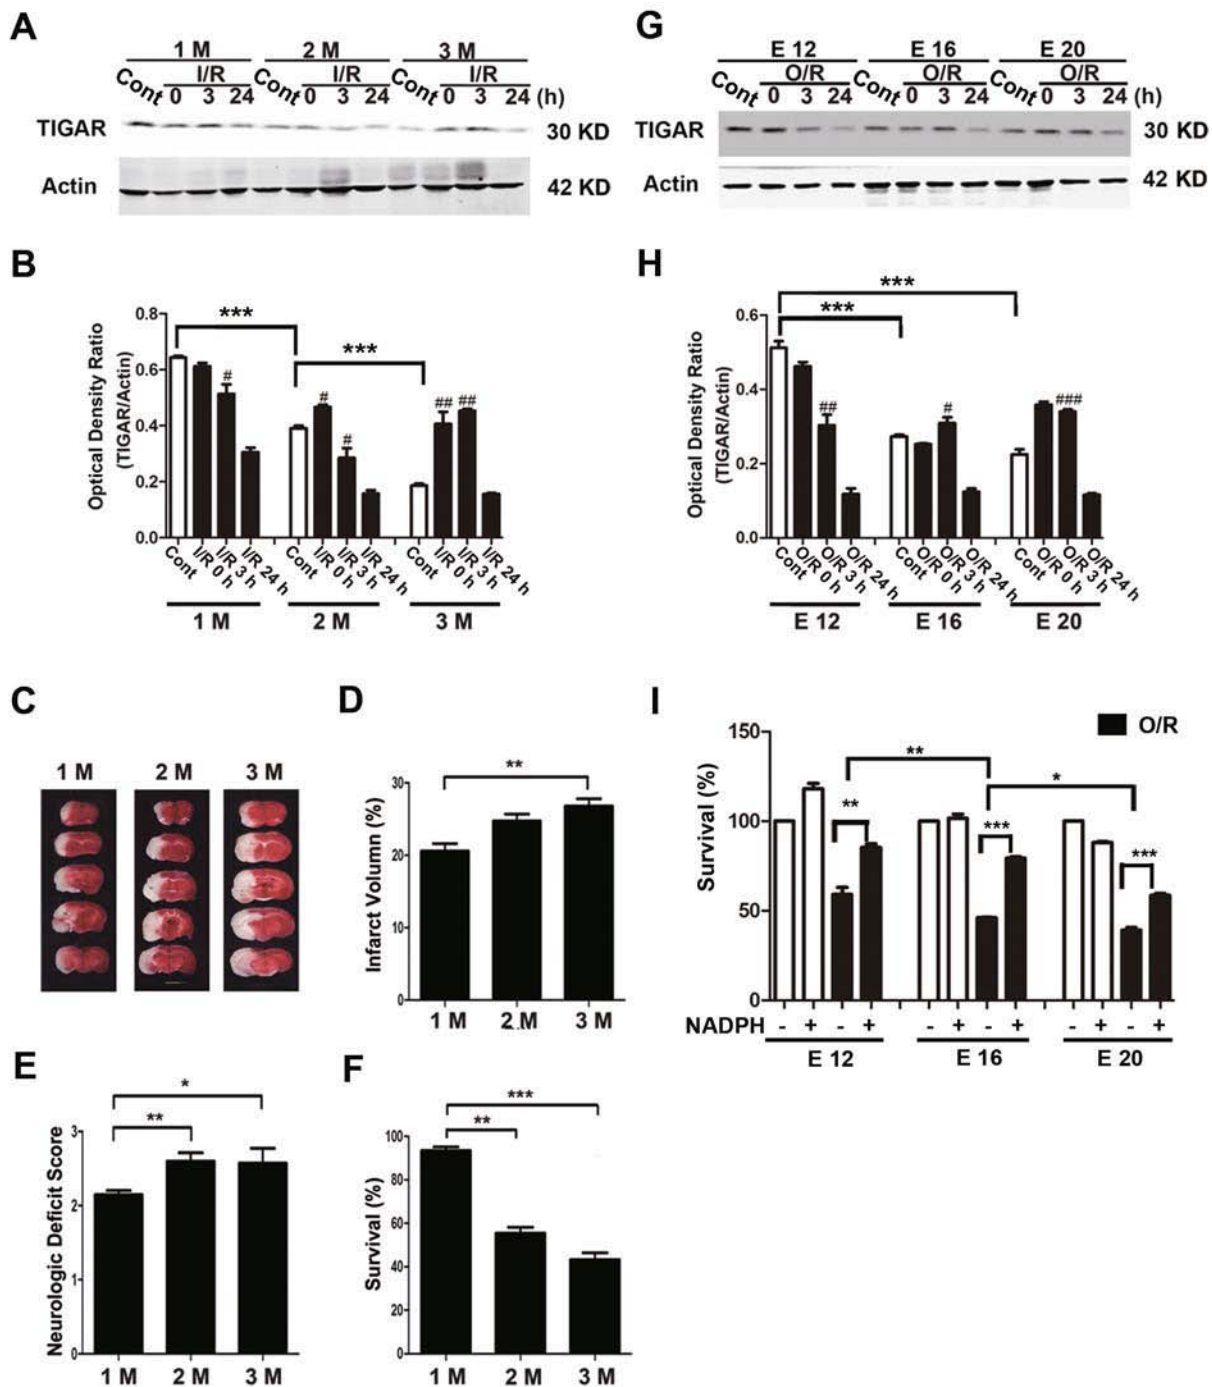 A
1 M 2 M 3 M
I/R I/R I/R
Cont 0 3 24 Cont 0 3 24 Cont 0 3 24 (h)
TIGAR 30 KD
Actin 42 KD
B
Optical Density Ratio
(TIGAR/Actin)
0.8
0.6
0.4
0.2
0.0
*** ***
# # # ## ##
Cont I/R 0 h I/R 3 h I/R 24 h Cont I/R 0 h I/R 3 h I/R 24 h Cont I/R 0 h I/R 3 h I/R 24 h
1 M 2 M 3 M
C
1 M 2 M 3 M
D
Infarct Volumn (%)
30
20
10
0
**
1 M 2 M 3 M
E
Neurologic Deficit Score
3
2
1
0
*
**
1 M 2 M 3 M
F
Survival (%)
100
80
60
40
20
0
***
**
1 M 2 M 3 M
G
E 12 E 16 E 20
O/R O/R O/R
Cont 0 3 24 Cont 0 3 24 Cont 0 3 24 (h)
TIGAR 30 KD
Actin 42 KD
H
Optical Density Ratio
(TIGAR/Actin)
0.6
0.4
0.2
0.0
***
***
## # ###
Cont O/R 0 h O/R 3 h O/R 24 h Cont O/R 0 h O/R 3 h O/R 24 h Cont O/R 0 h O/R 3 h O/R 24 h
E 12 E 16 E 20
I
O/R
Survival (%)
150
100
50
0
** *
** *** ***
NADPH - + - + - + - + - + - +
E 12 E 16 E 20